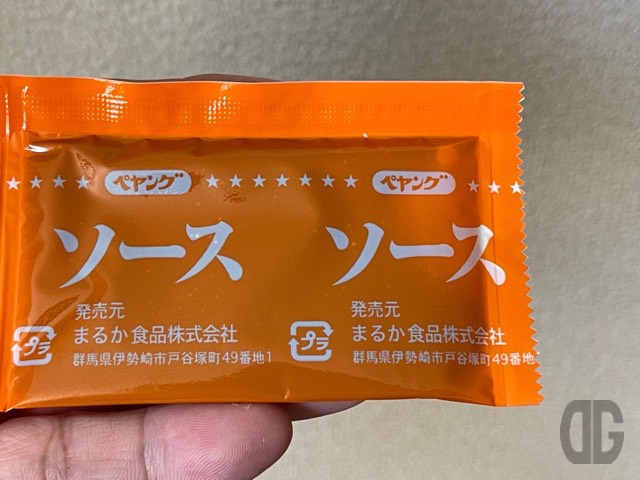 ★★★★ ペヤング ★★★★★★★★ ペヤング ★★★
ソース ソース
発売元 発売元
まるか食品株式会社 まるか食品株式会社
プラ 群馬県伊勢崎市戸谷塚町49番地1 プラ 群馬県伊勢崎市戸谷塚町49番地
DG